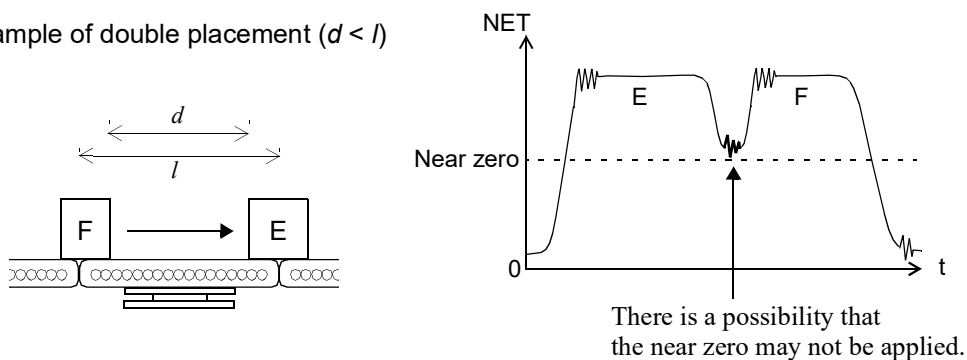 ample of double placement (d < l)
d
l
F
E
NET
E
F
Near zero
0
t
There is a possibility that
the near zero may not be applied.